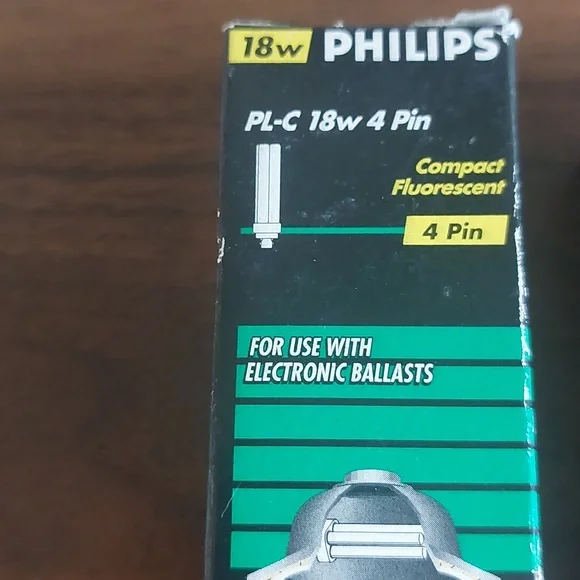 18w PHILIPS
PL-C 18w 4 Pin
Compact
Fluorescent
4 Pin
FOR USE WITH
ELECTRONIC BALLASTS